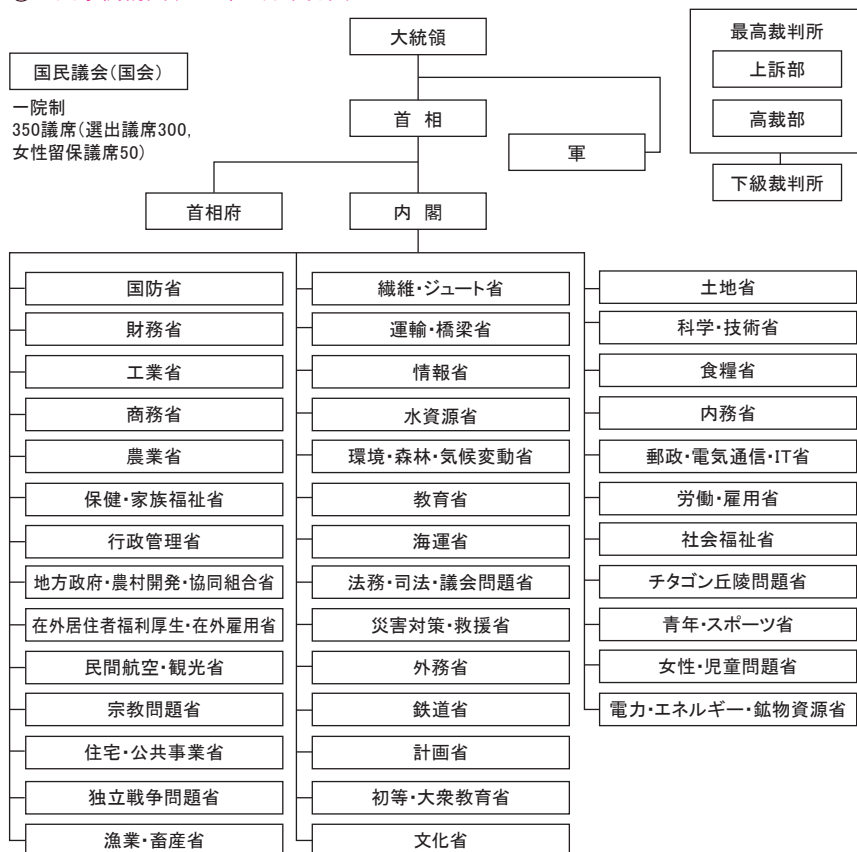 大統領
国民議会(国会)
一院制
350議席(選出議席300,
女性留保議席50)
首 相
軍
最高裁判所
上訴部
高裁部
下級裁判所
首相府
内 閣
国防省
財務省
工業省
商務省
農業省
保健・家族福祉省
行政管理省
地方政府・農村開発・協同組合省
在外居住者福利厚生・在外雇用省
民間航空・観光省
宗教問題省
住宅・公共事業省
独立戦争問題省
漁業・畜産省
繊維・ジュート省
運輸・橋梁省
情報省
水資源省
環境・森林・気候変動省
教育省
海運省
法務・司法・議会問題省
災害対策・救援省
外務省
鉄道省
計画省
初等・大衆教育省
文化省
土地省
科学・技術省
食糧省
内務省
郵政・電気通信・IT省
労働・雇用省
社会福祉省
チタゴン丘陵問題省
青年・スポーツ省
女性・児童問題省
電力・エネルギー・鉱物資源省